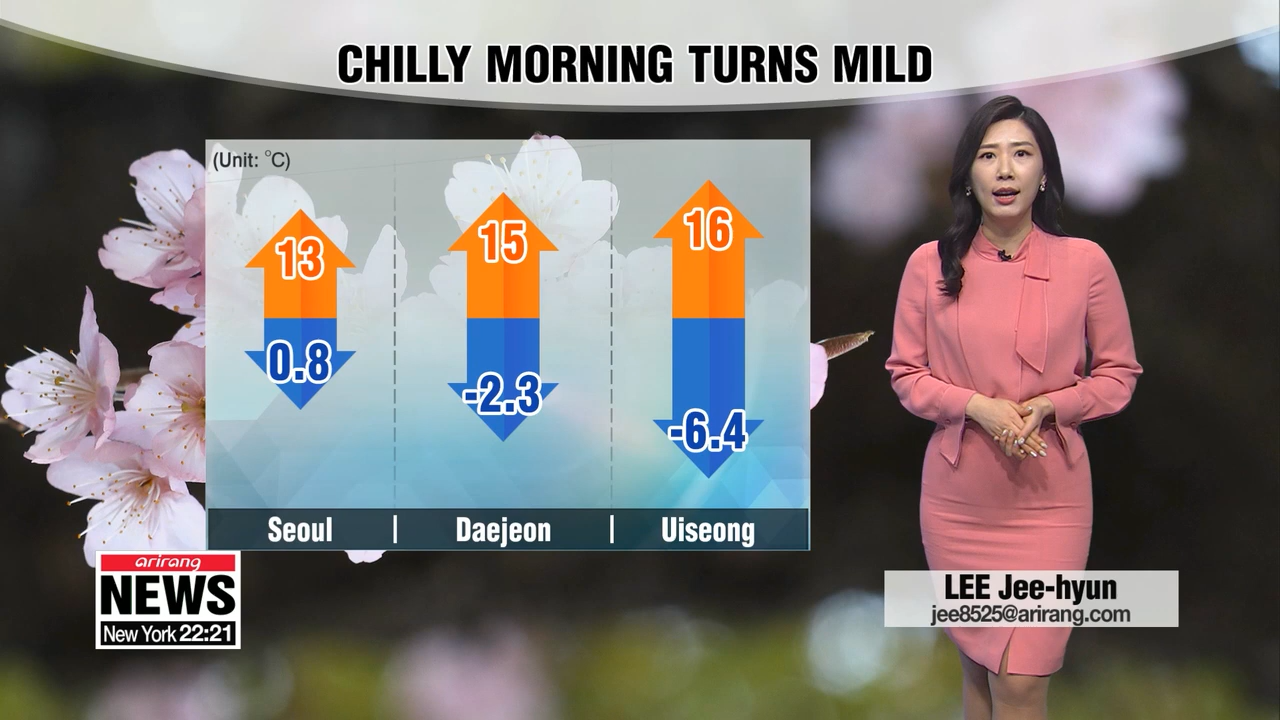 CHILLY MORNING TURNS MILD
(Unit: °C)
13
15
16
0.8
-2.3
-6.4
Seoul | Daejeon | Uiseong
arirang
NEWS
New York 22:21
LEE Jee-hyun
jee8525@arirang.com